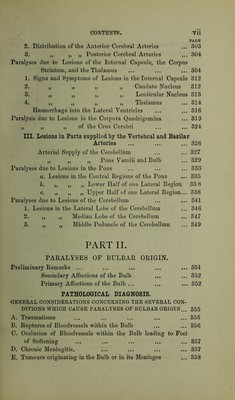 CONTENTS. vii
PAGE
2. Distribution of the Anterior Cerebral Arteries ... 303
3. „ „ „ Posterior Cerebral Arteries ... 304
Paralyses due to Lesions of the Internal Capsule, the Corpus
Striatum, and the Thalamus ... ... ... 304
1. Signs and Symptoms of Lesions in the Internal Capsule 312
2. „ „ „ „ Caudate Nucleus 312
3. „ „ „ „ Lenticular Nucleus 313
4. „ „ „ „ Thalamus ... 314
Hæmorrhage into the Lateral Ventricles ... ... 316
Paralysis due to Lesions in the Corpora Quadrigemina ... 319
„ „ „ of the Crus Cerebri ... ... 324
III. Lesions in Parts supplied by the Vertebral and Basilar
Arteries ... ... ... ... 326
Arterial Supply of the Cerebellum ... ... ... 327
„ „ „ Pons Varolii and Bulb ... ... 329
Paralyses due to Lesions in the Pons ... ... ... 335
a. Lesions in the Central Regions of the Pons ... 335
b. „ „ „ Lower Half of one Lateral Region 338
c. „ „ „ Upper Half of one Lateral Region... 338
Paralyses due to Lesions of the Cerebellum ... ... 341
1. Lesions in the Lateral Lobe of the Cerebellum ... 346
2. „ „ Median Lobe of the Cerebellum ... 347
3. „ „ Middle Peduncle of the Cerebellum ... 349
PART II.
PARALYSES OF BULBAR ORIGIN.
Preliminary Remarks ... ... ... ... ... 351
Secondary Affections of the Bulb ... ... ... 352
Primary Affections of the Bulb ... ... ... 352
PATHOLOGICAL DIAGNOSIS.
GENERAL CONSIDERATIONS CONCERNING THE SEVERAL CON-
DITIONS WHICH CAUSE PARALYSES OF BULBAR ORIGIN ... 355
A. Traumatisms ... ... ... ... ... 356
B. Ruptures of Bloodvessels within the Bulb ... ... 356
C. Occlusion of Bloodvessels within the Bulb leading to Foci
of Softening ... ... ... ... ... 357
D. Chronic Meningitis. ... ... ... ... 357
E. Tumours originating in the Bulb or in its Meninges ... 358